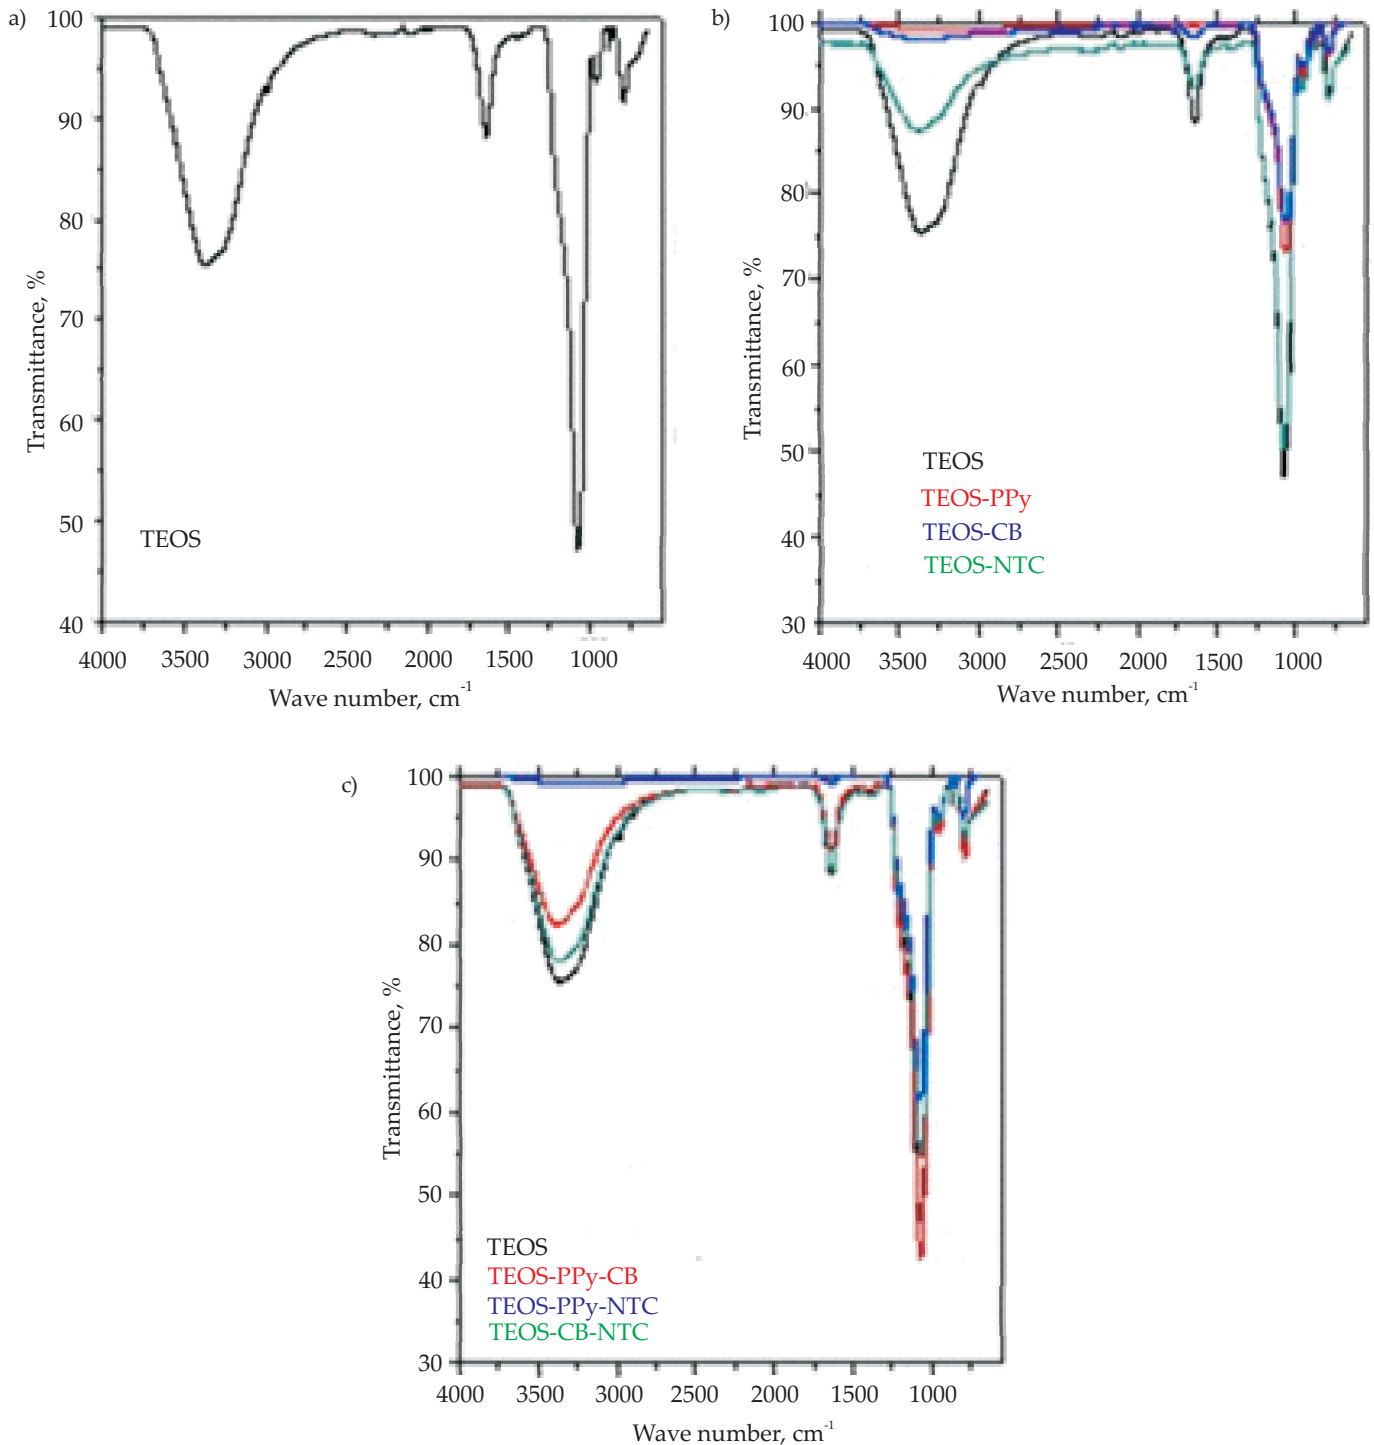 a)
100
90
80
70
60
50
40
Transmittance, %
TEOS
4000 3500 3000 2500 2000 1500 1000
Wave number, cm-1
b)
100
90
80
70
60
50
40
30
Transmittance, %
TEOS
TEOS-PPy
TEOS-CB
TEOS-NTC
4000 3500 3000 2500 2000 1500 1000
Wave number, cm-1
c)
100
90
80
70
60
50
40
30
Transmittance, %
TEOS
TEOS-PPy-CB
TEOS-PPy-NTC
TEOS-CB-NTC
4000 3500 3000 2500 2000 1500 1000
Wave number, cm-1